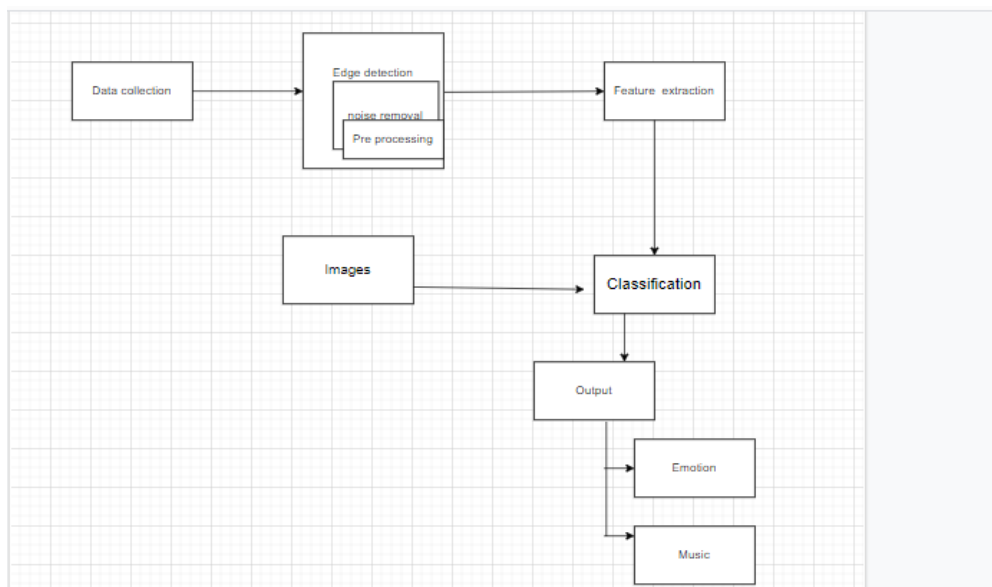 Data collection
Edge detection
noise removal
Pre processing
Feature extraction
Images
Classification
Output
Emotion
Music